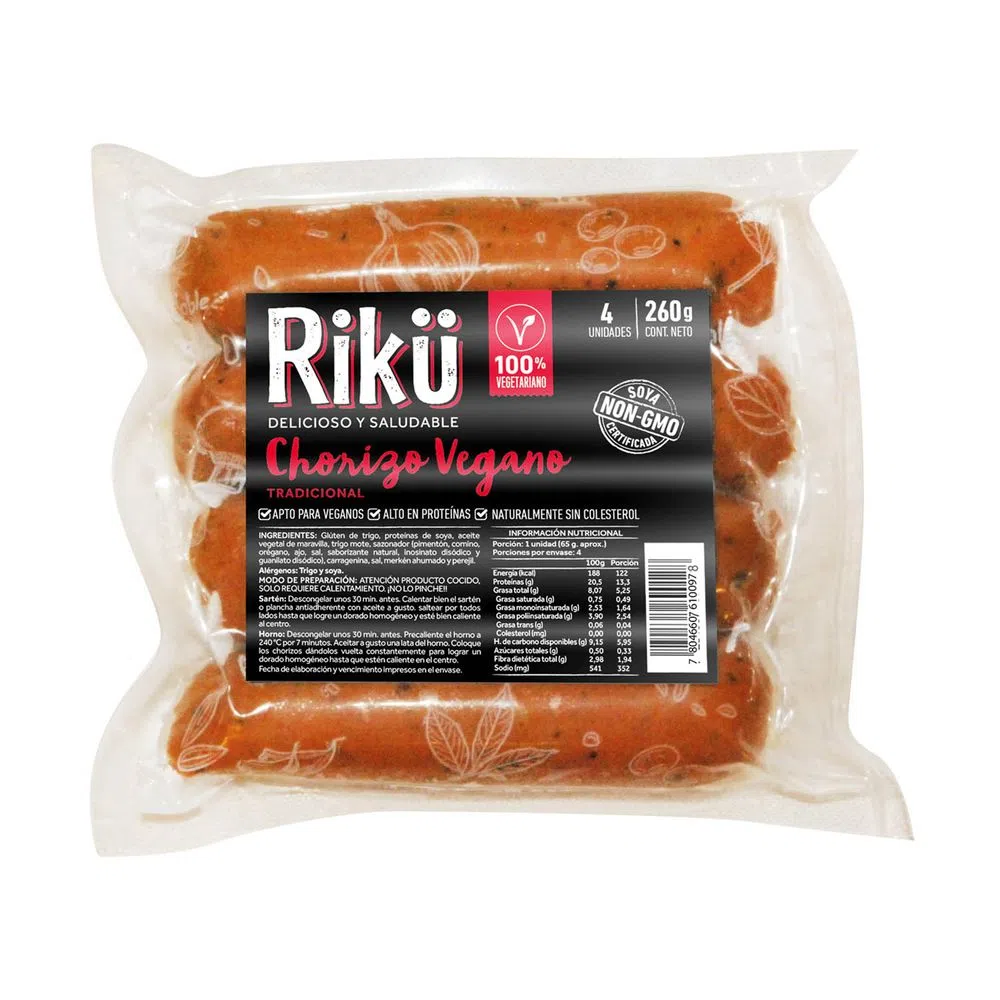 Rikü
DELICIOSO Y SALUDABLE
100%
VEGETARIANO
4
UNIDADES
260g
CONT. NETO
SOYA
NON-GMO
CERTIFICADA
Chorizo Vegano
TRADICIONAL
APTO PARA VEGANOS ALTO EN PROTEÍNAS NATURALMENTE SIN COLESTEROL
INGREDIENTES: Glúten de trigo, proteínas de soya, aceite
vegetal de maravilla, trigo mote, sazonador (pimentón, comino,
orégano, ajo, sal, saborizante natural, inosinato disódico y
guanilato disódico), carragenina, sal, merkén ahumado y perejil.
Alérgenos: Trigo y soya.
MODO DE PREPARACIÓN: ATENCIÓN PRODUCTO COCIDO,
SOLO REQUIERE CALENTAMIENTO. ¡NO LO PINCHE!!
Sartén: Descongelar unos 30 min. antes. Calentar bien el sartén
o plancha antiadherente con aceite a gusto. saltear por todos
lados hasta que logre un dorado homogéneo y esté bien caliente
al centro.
Horno: Descongelar unos 30 min. antes. Precaliente el horno a
240 °C por 7 minutos. Aceitar a gusto una lata del horno. Coloque
los chorizos dándolos vuelta constantemente para lograr un
dorado homogéneo hasta que estén caliente en el centro.
Fecha de elaboración y vencimiento impresos en el envase.
INFORMACIÓN NUTRICIONAL
Porción: 1 unidad (65 g. aprox.)
Porciones por envase: 4
100g Porción
Energía (kcal) 188 122
Proteínas (g) 20,5 13,3
Grasa total (g) 8,07 5,25
Grasa saturada (g) 0,75 0,49
Grasa monoinsaturada (g) 2,53 1,64
Grasa poliinsaturada (g) 3,90 2,54
Grasa trans (g) 0,06 0,04
Colesterol (mg) 0,00 0,00
H. de carbono disponibles (g) 9,15 5,95
Azúcares totales (g) 0,50 0,33
Fibra dietética total (g) 2,98 1,94
Sodio (mg) 541 352
7 804660 761009 78